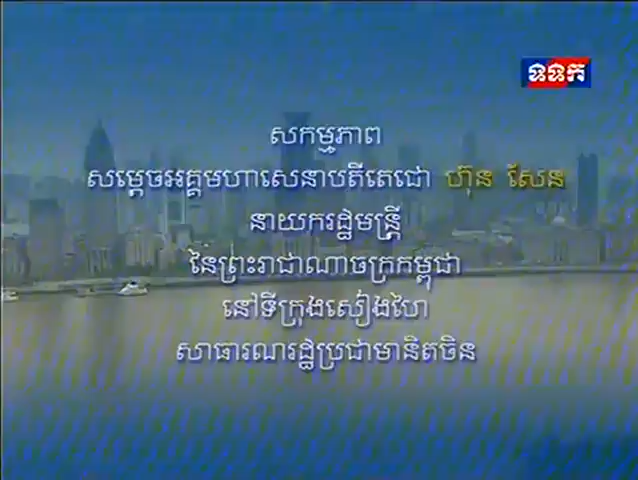 ទទក
សកម្មភាព
សម្តេចអគ្គមហាសេនាបតីតេជោ ហ៊ុន សែន
នាយករដ្ឋមន្ត្រី
នៃព្រះរាជាណាចក្រកម្ពុជា
នៅទីក្រុងសៀងហៃ
សាធារណរដ្ឋប្រជាមានិតចិន